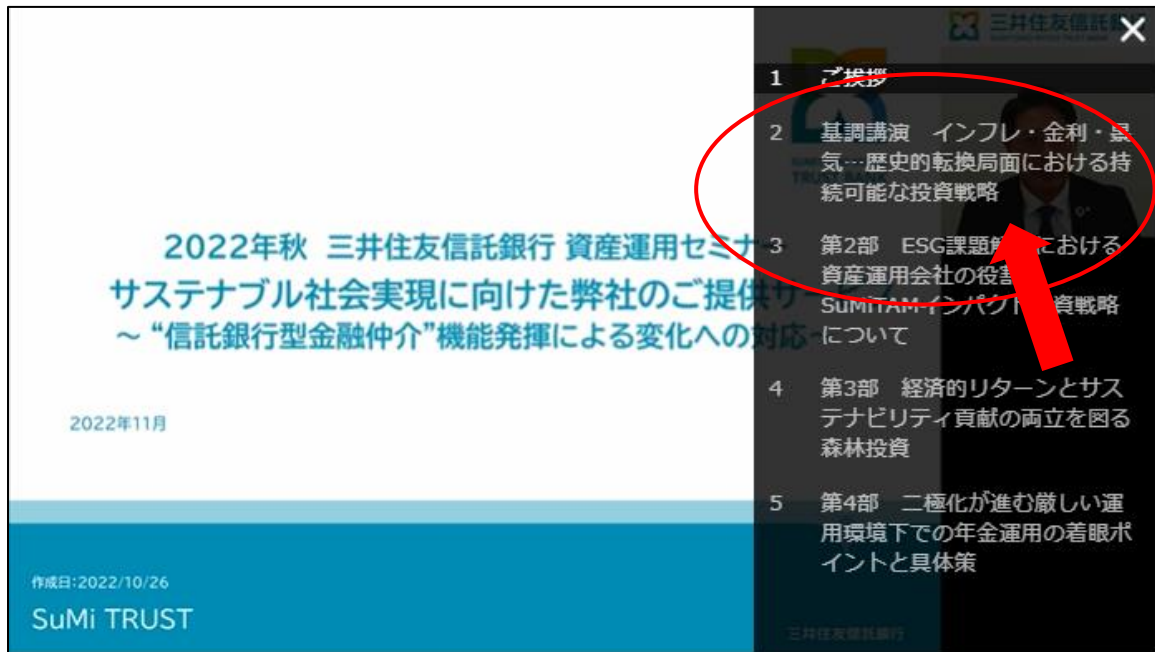 三井住友信託
1 ご挨拶
2 基調講演 インフレ・金利・景
気…歴史的転換局面における持
続可能な投資戦略
3 第2部 ESG課題 における
資産運用会社の役割
SuMiTAMインパクト 資戦略
について
4 第3部 経済的リターンとサス
テナビリティ貢献の両立を図る
森林投資
5 第4部 二極化が進む厳しい運
用環境下での年金運用の着眼ポ
イントと具体策
TRUST BANK
2022年秋 三井住友信託銀行 資産運用セミナー
サステナブル社会実現に向けた弊社のご提供
~ “信託銀行型金融仲介”機能発揮による変化への対応~
2022年11月
作成日:2022/10/26
SuMi TRUST
三井住友信託銀行